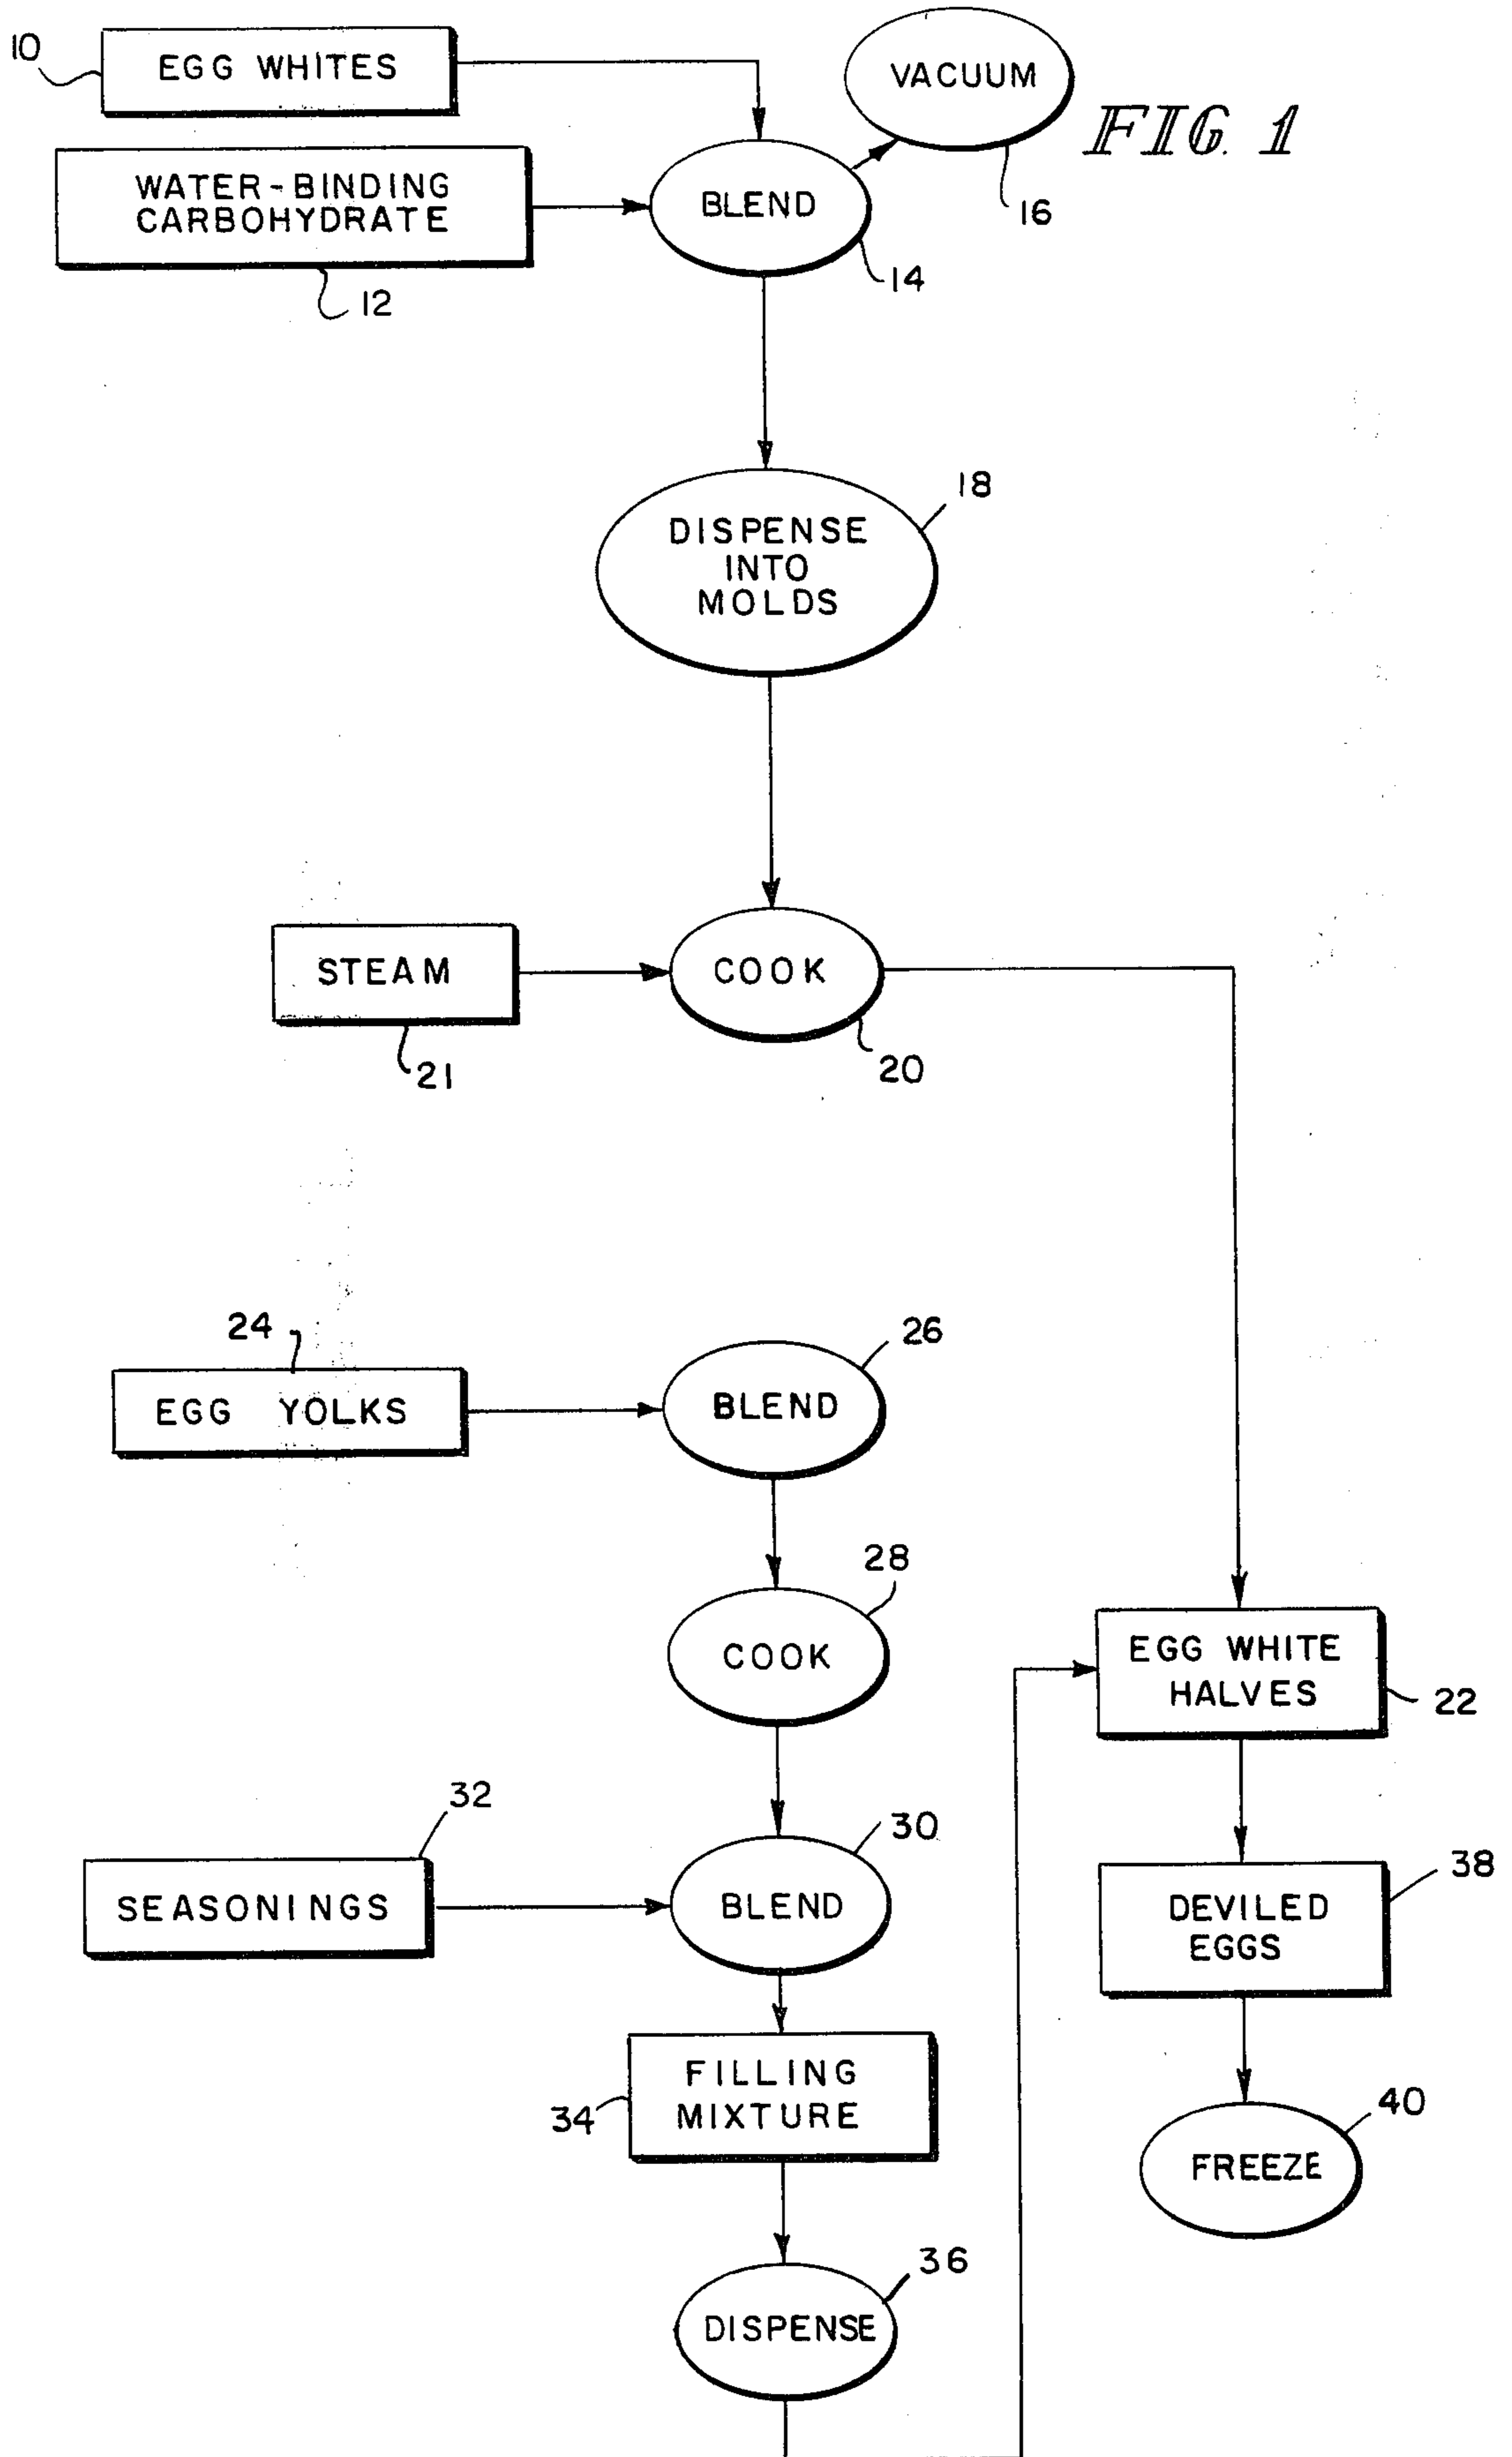 10
EGG WHITES
VACUUM
FIG. 1
WATER-BINDING
CARBOHYDRATE
BLEND
16
14
12
18
DISPENSE
INTO
MOLDS
STEAM
COOK
21
20
24
26
EGG YOLKS
BLEND
28
COOK
EGG WHITE
HALVES
22
32
30
SEASONINGS
BLEND
38
DEVILED
EGGS
FILLING
MIXTURE
34
40
FREEZE
36
DISPENSE